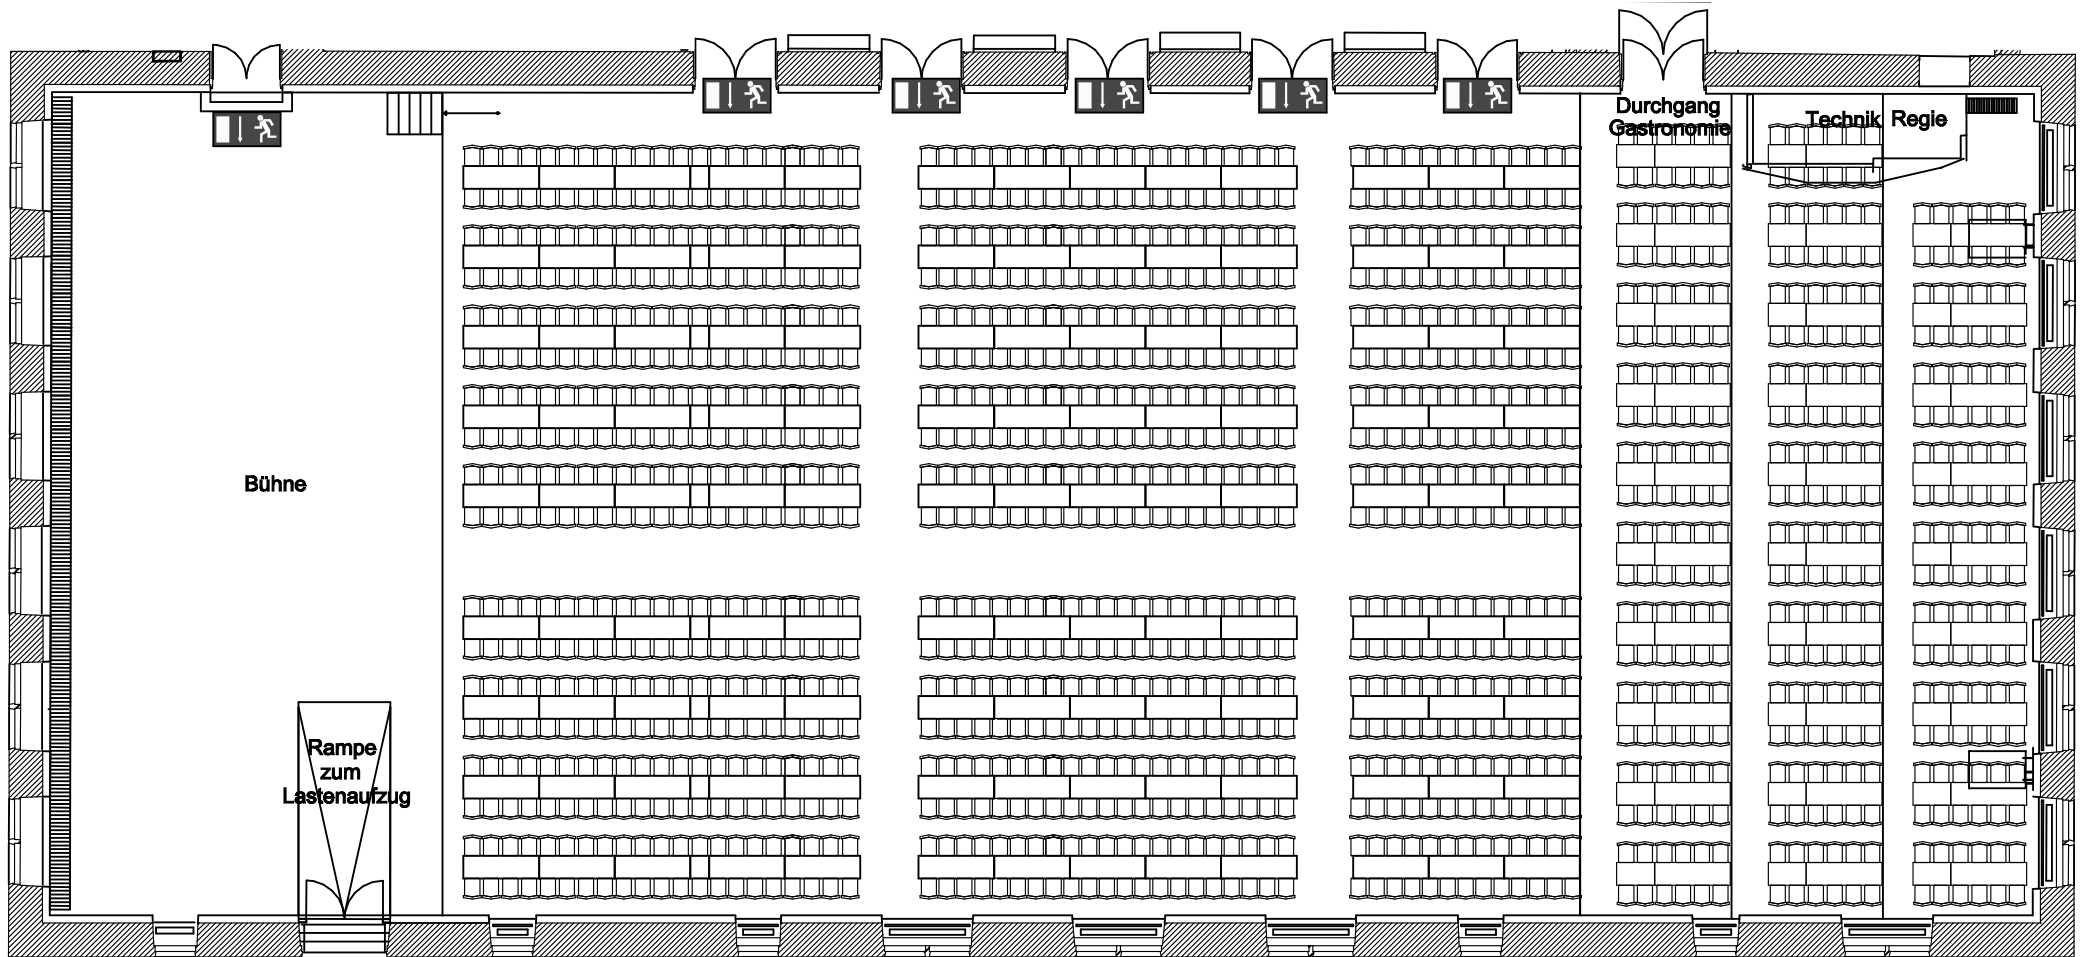 Durchgang
Gastronomie
Technik Regie
Bühne
Rampe
zum
Lastenaufzug